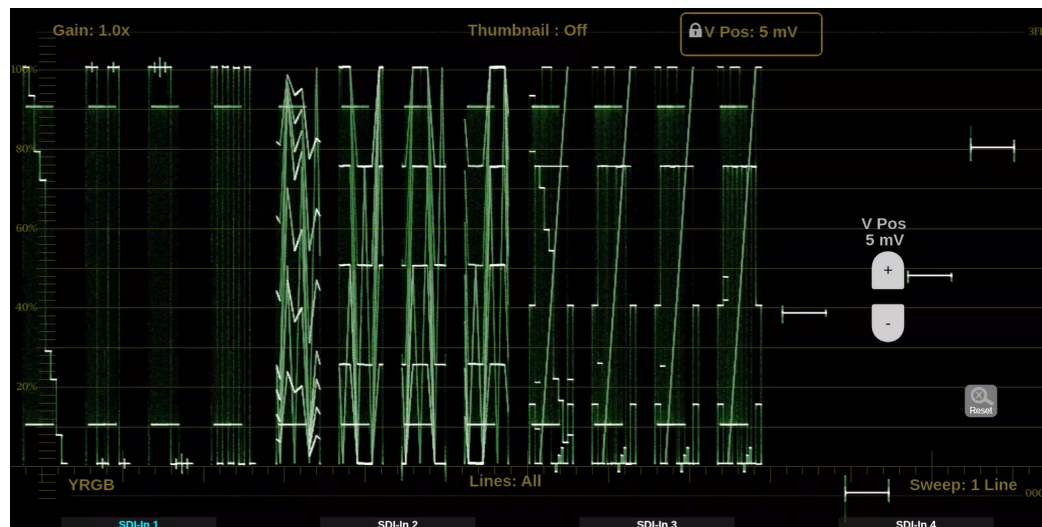 Gain: 1.0x
Thumbnail : Off
V Pos: 5 mV
100%
80%
60%
40%
20%
V Pos
5 mV
+
-
Reset
YRGB
Lines: All
Sweep: 1 Line
SDI-In 1
SDI-In 2
SDI-In 3
SDI-In 4